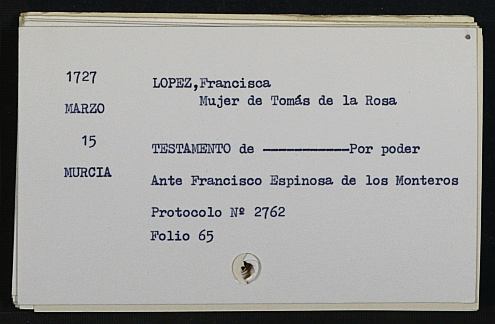 1727
LOPEZ,Francisca
Mujer de Tomás de la Rosa
MARZO
15
TESTAMENTO de -----------Por poder
MURCIA
Ante Francisco Espinosa de los Monteros
Protocolo Nº 2762
Folio 65